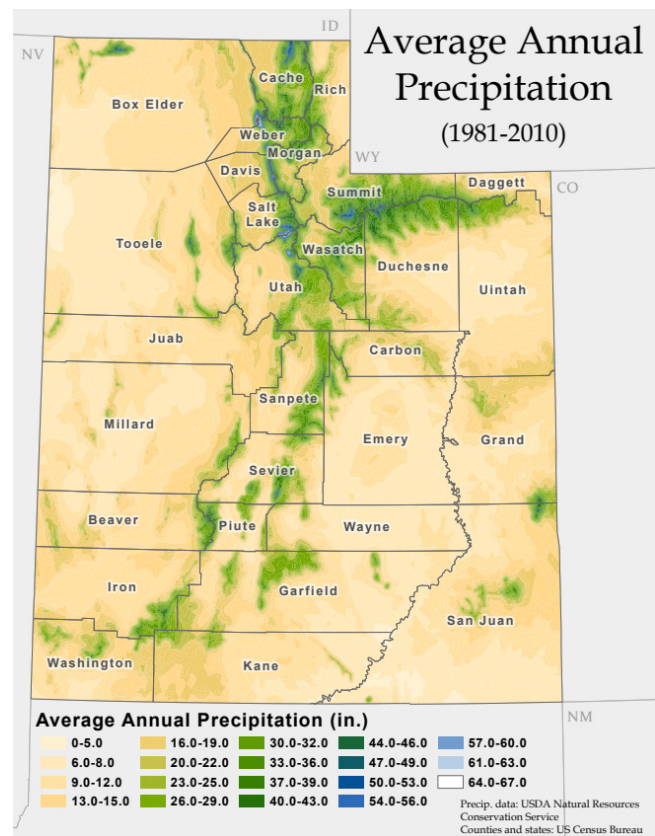 ID
NV
Average Annual
Precipitation
(1981-2010)
Cache
Rich
Box Elder
Weber
Morgan
WY
Davis
Summit
Daggett
CO
Salt
Lake
Tooele
Wasatch
Duchesne
Utah
Uintah
Juab
Carbon
Sanpete
Millard
Emery
Grand
Sevier
Beaver
Piute
Wayne
Iron
Garfield
San Juan
Washington
Kane
NM
Average Annual Precipitation (in.)
0-5.0
6.0-8.0
9.0-12.0
13.0-15.0
16.0-19.0
20.0-22.0
23.0-25.0
26.0-29.0
30.0-32.0
33.0-36.0
37.0-39.0
40.0-43.0
44.0-46.0
47.0-49.0
50.0-53.0
54.0-56.0
57.0-60.0
61.0-63.0
64.0-67.0
Precip. data: USDA Natural Resources
Conservation Service
Counties and states: US Census Bureau